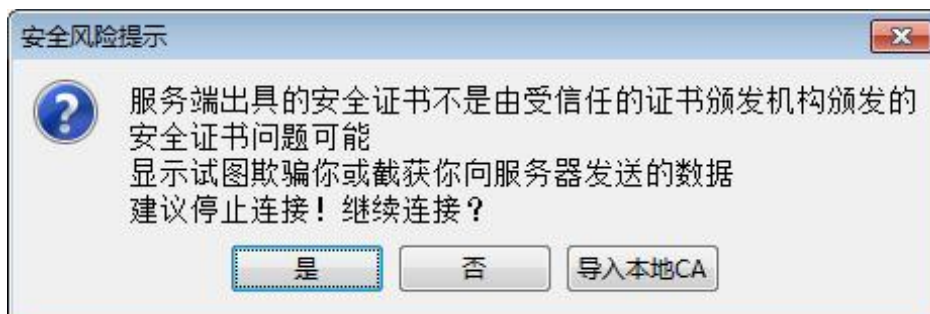 安全风险提示
服务端出具的安全证书不是由受信任的证书颁发机构颁发的
安全证书问题可能
显示试图欺骗你或截获你向服务器发送的数据
建议停止连接！继续连接？
是
否
导入本地CA